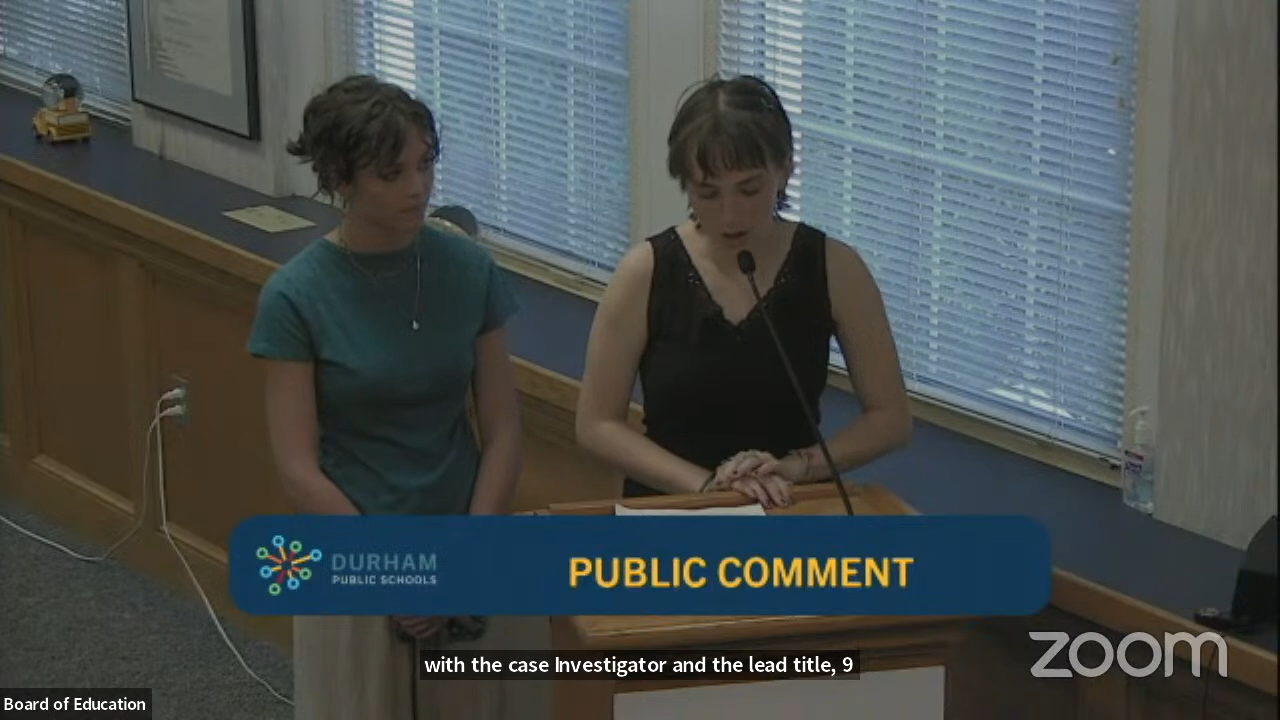 DURHAM
PUBLIC SCHOOLS
PUBLIC COMMENT
with the case Investigator and the lead title, 9
zoom
Board of Education